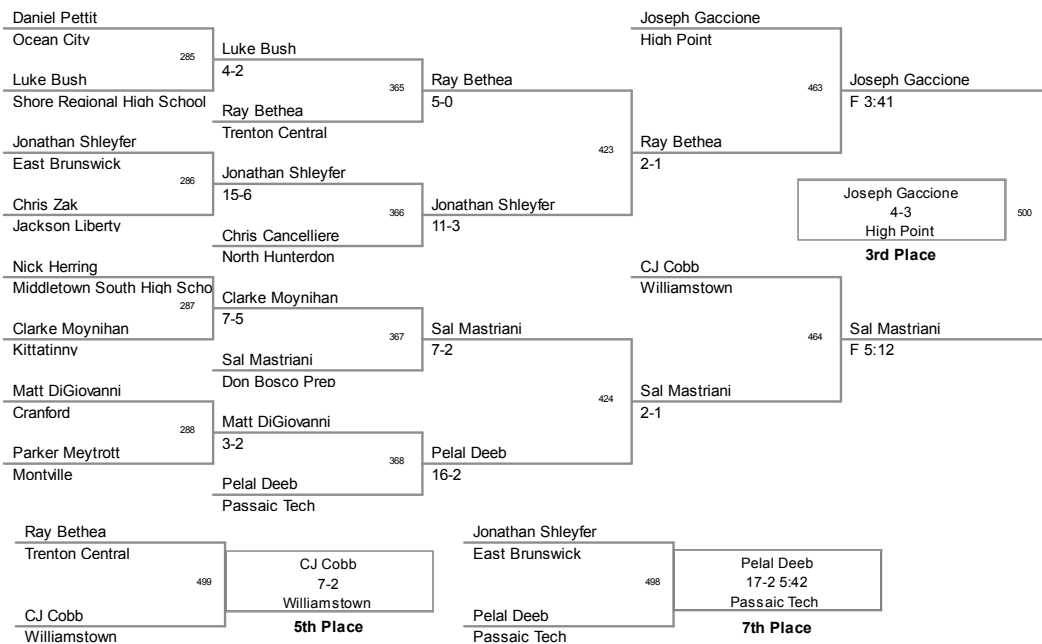 Daniel Pettit
Ocean City
285
Luke Bush
Shore Regional High School
Jonathan Shleyfer
East Brunswick
286
Chris Zak
Jackson Liberty
Nick Herring
Middletown South High Scho
287
Clarke Moynihan
Kittatinny
Matt DiGiovanni
Cranford
288
Parker Meytrott
Montville
Luke Bush
4-2
365
Ray Bethea
Trenton Central
Jonathan Shleyfer
15-6
366
Chris Cancelliere
North Hunterdon
Clarke Moynihan
7-5
367
Sal Mastriani
Don Bosco Prep
Matt DiGiovanni
3-2
368
Pelal Deeb
Passaic Tech
Ray Bethea
5-0
423
Jonathan Shleyfer
11-3
Sal Mastriani
7-2
424
Pelal Deeb
16-2
Joseph Gaccione
High Point
463
Ray Bethea
2-1
CJ Cobb
Williamstown
464
Sal Mastriani
2-1
Joseph Gaccione
F 3:41
Joseph Gaccione
4-3
High Point
500
3rd Place
Sal Mastriani
F 5:12
Ray Bethea
Trenton Central
499
CJ Cobb
Williamstown
CJ Cobb
7-2
Williamstown
5th Place
Jonathan Shleyfer
East Brunswick
498
Pelal Deeb
Passaic Tech
Pelal Deeb
17-2 5:42
Passaic Tech
7th Place